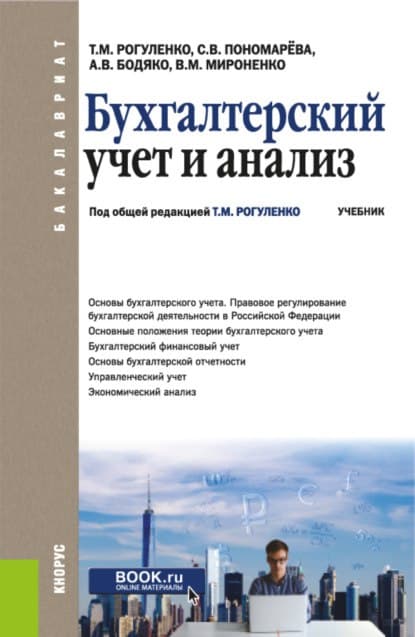 Т.М. РОГУЛЕНКО, С.В. ПОНОМАРЁВА,
А.В. БОДЯКО, В.М. МИРОНЕНКО
Бухгалтерский
учет и анализ
Под общей редакцией Т.М. РОГУЛЕНКО УЧЕБНИК
Основы бухгалтерского учета. Правовое регулирование
бухгалтерской деятельности в Российской Федерации
Основные положения теории бухгалтерского учета
Бухгалтерский финансовый учет
Основы бухгалтерской отчетности
Управленческий учет
Экономический анализ
БАКАЛАВРИАТ
КНОРУС
BOOK.ru
ONLINE МАТЕРИАЛЫ